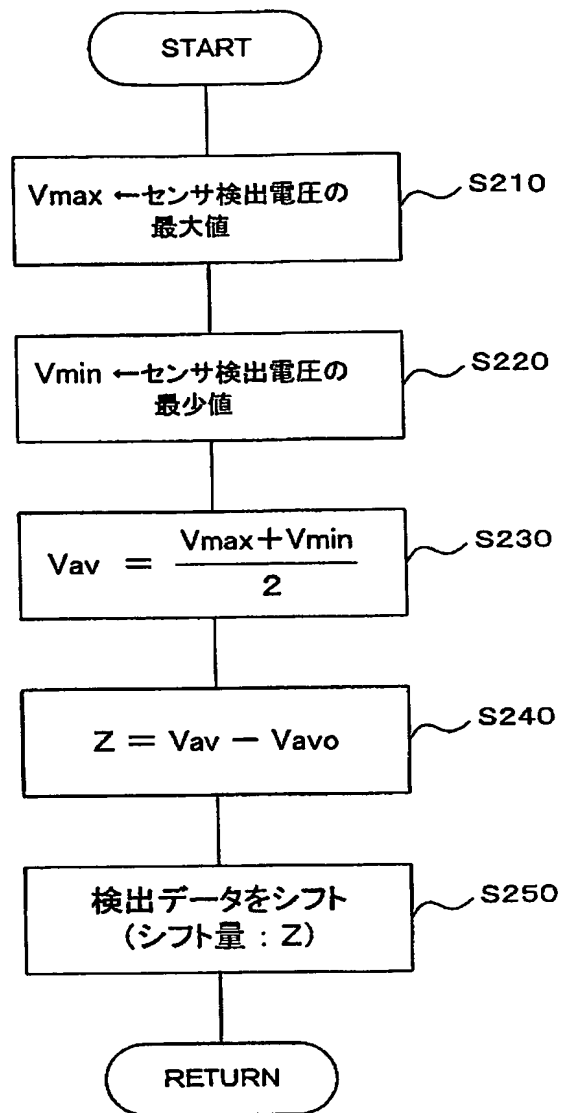 START
Vmax ←センサ検出電圧の
最大値
S210
Vmin ←センサ検出電圧の
最少値
S220
Vav = Vmax+Vmin
2
S230
Z = Vav − Vavo
S240
検出データをシフト
(シフト量:Z)
S250
RETURN